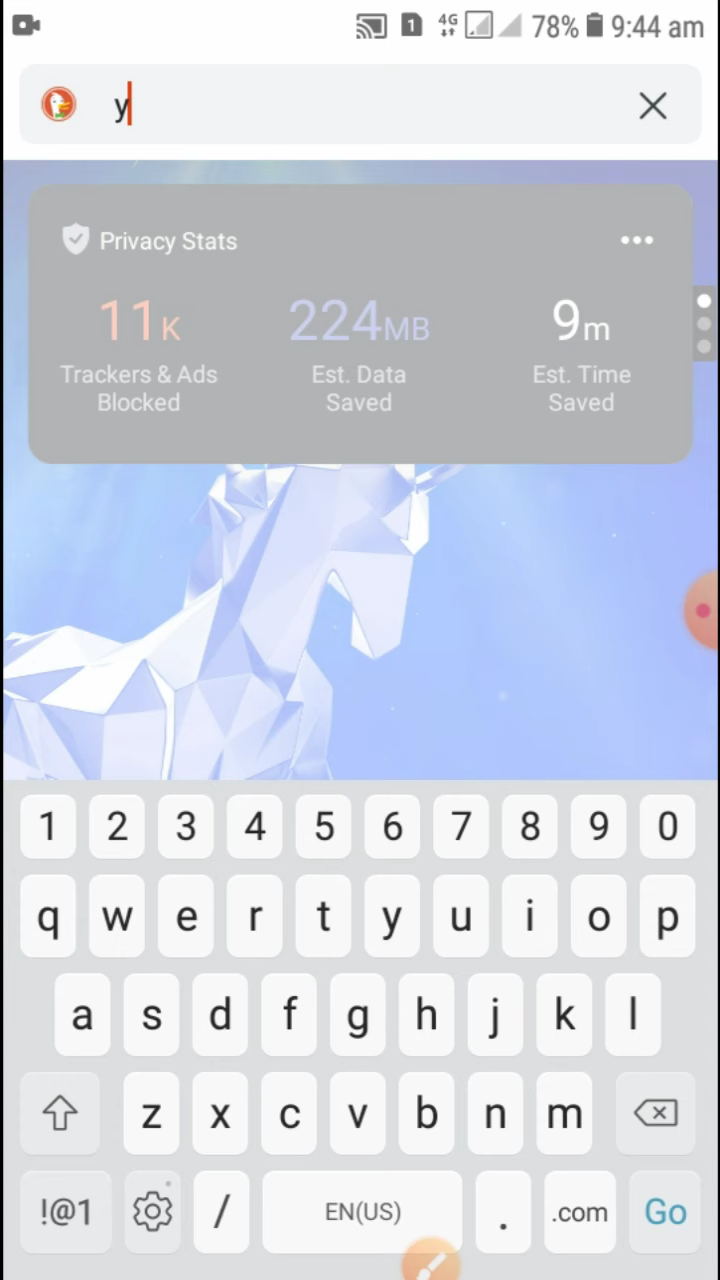 1 4G 78% 9:44 am
y
Privacy Stats
11K 224MB 9m
Trackers & Ads Blocked
Est. Data Saved
Est. Time Saved
1 2 3 4 5 6 7 8 9 0
q w e r t y u i o p
a s d f g h j k l
z x c v b n m
!@1 / EN(US) . .com Go